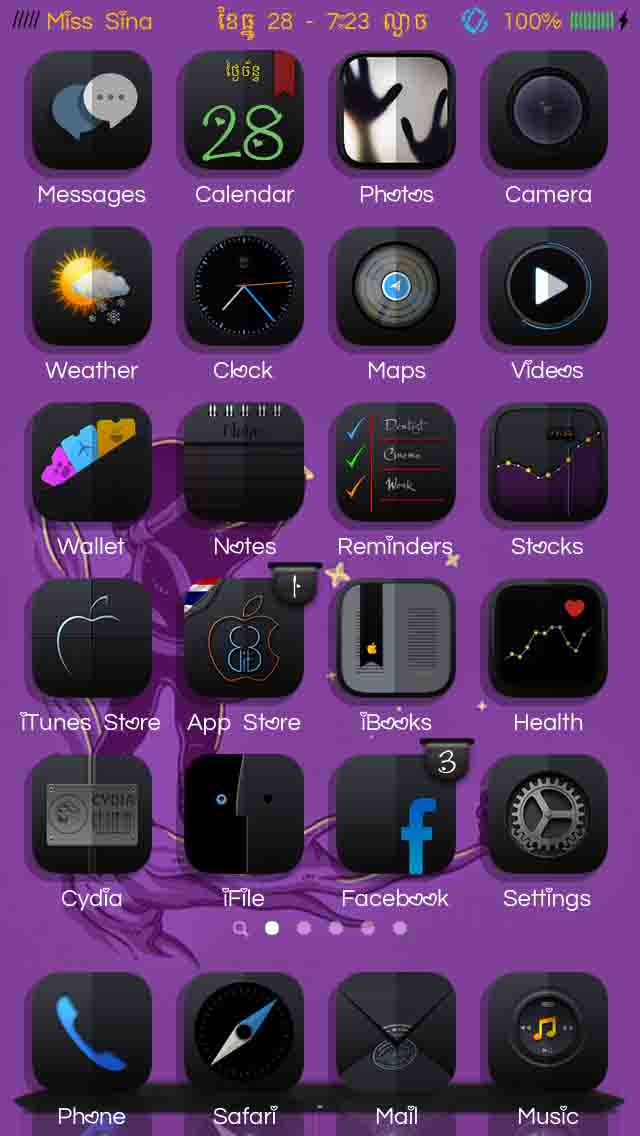 Miss Sina ខែធ្នូ 28 - 7:23 ល្ងាច 100%
ថ្ងៃច័ន្ទ
28
Messages Calendar Photos Camera
Weather Clock Maps Videos
Note
Dentist
Cinema
Work
Wallet Notes Reminders Stocks
1
iTunes Store App Store iBooks Health
3
CYDIA
Cydia iFile Facebook Settings
Phone Safari Mail Music